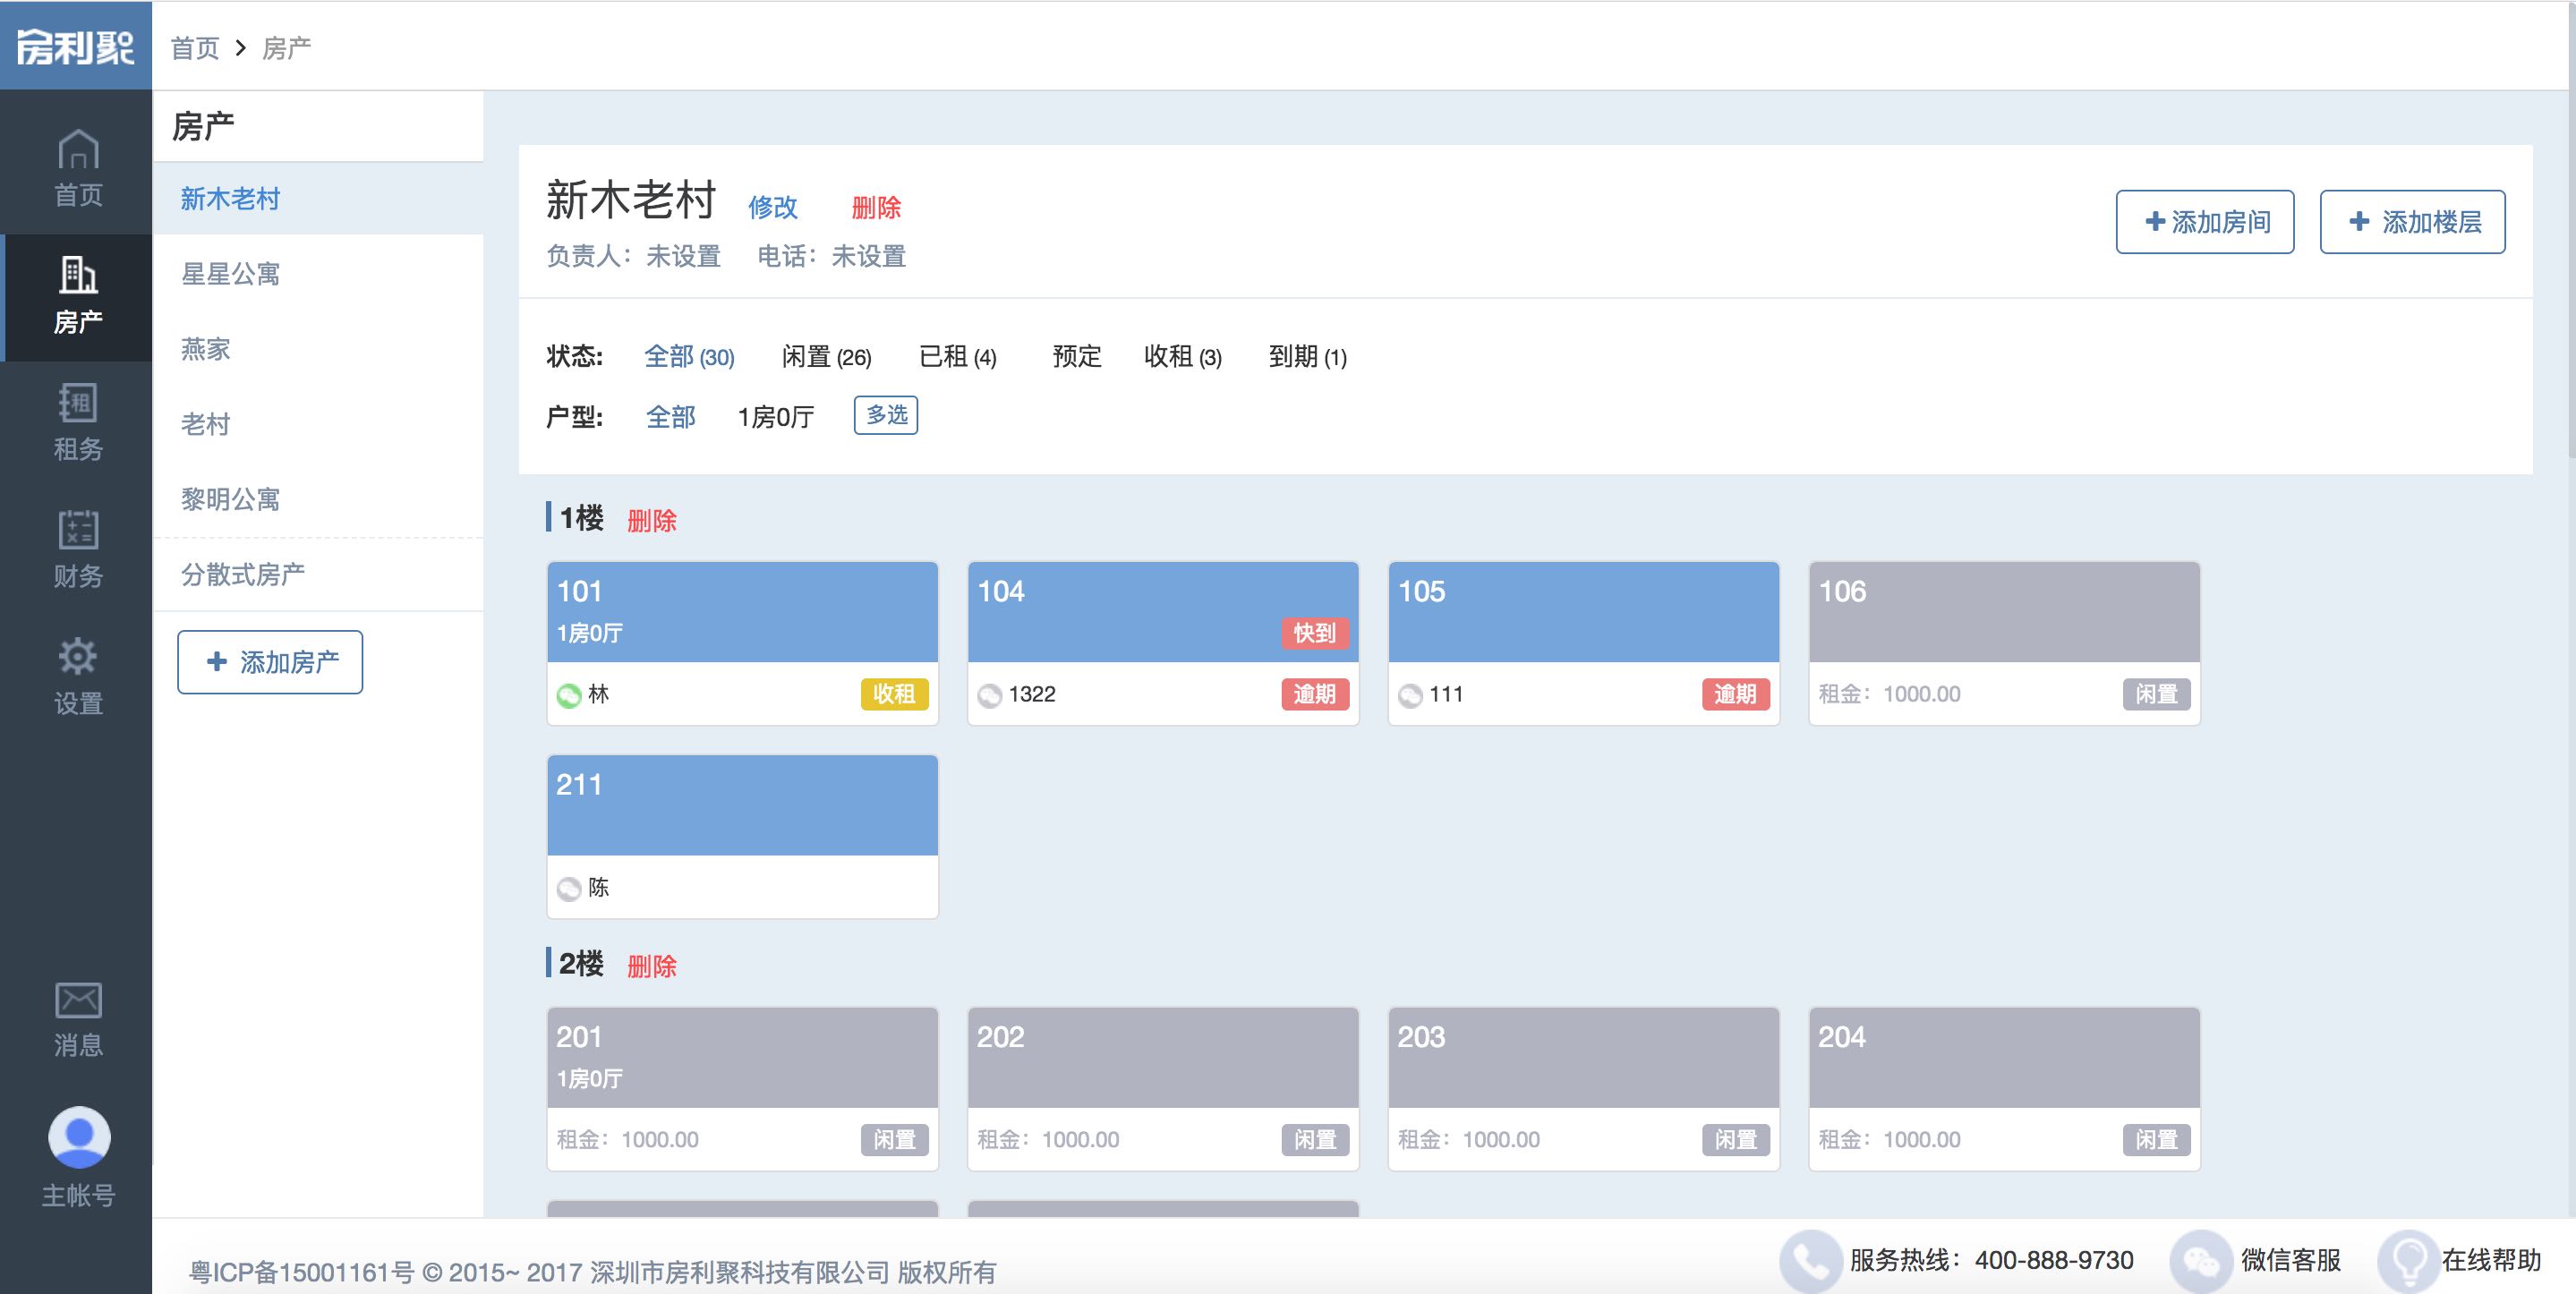 房利聚
首页 > 房产
首页
房产
租
租务
财务
设置
消息
主帐号
房产
新木老村
星星公寓
燕家
老村
黎明公寓
分散式房产
+ 添加房产
新木老村 修改 删除
负责人：未设置 电话：未设置
+添加房间 + 添加楼层
状态: 全部 (30) 闲置 (26) 已租 (4) 预定 收租 (3) 到期 (1)
户型: 全部 1房0厅 多选
1楼 删除
101
1房0厅
林 收租
104
快到
1322 逾期
105
111 逾期
106
租金：1000.00 闲置
211
陈
2楼 删除
201
1房0厅
租金：1000.00 闲置
202
租金：1000.00 闲置
203
租金：1000.00 闲置
204
租金：1000.00 闲置
粤ICP备15001161号 © 2015~ 2017 深圳市房利聚科技有限公司 版权所有
服务热线：400-888-9730 微信客服 在线帮助